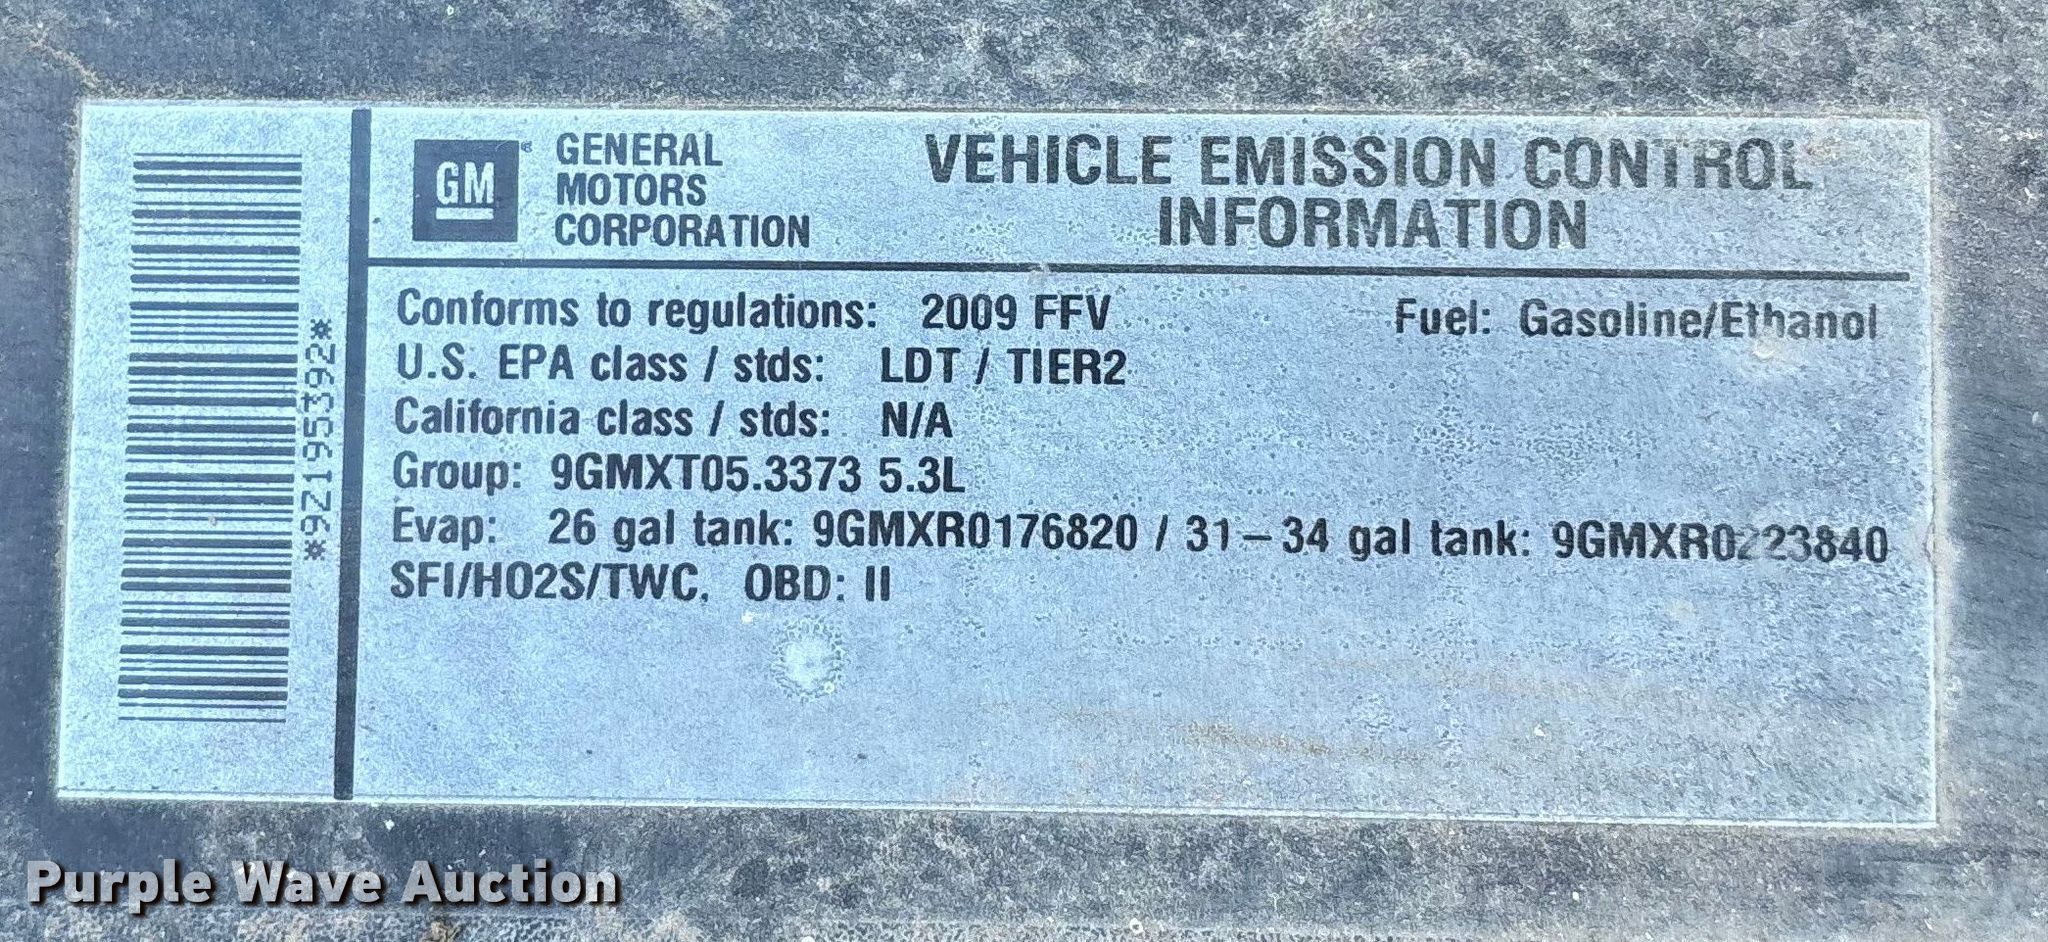 *92195392*
GM
GENERAL
MOTORS
CORPORATION
VEHICLE EMISSION CONTROL
INFORMATION
Conforms to regulations: 2009 FFV Fuel: Gasoline/Ethanol
U.S. EPA class / stds: LDT / TIER2
California class / stds: N/A
Group: 9GMXT05.3373 5.3L
Evap: 26 gal tank: 9GMXR0176820 / 31-34 gal tank: 9GMXR0223840
SFI/HO2S/TWC, OBD: II
Purple Wave Auction